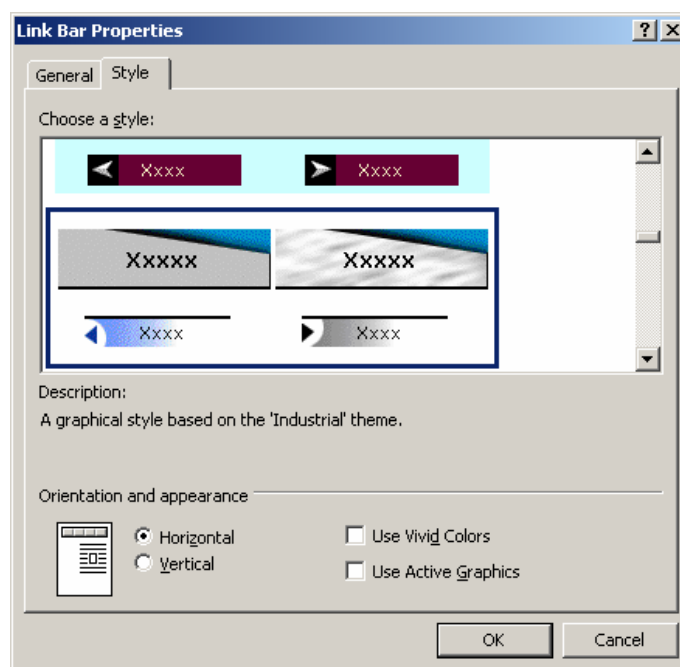 Link Bar Properties
General Style
Choose a style:
Xxxx Xxxx
Xxxxx Xxxxx
Xxxx Xxxx
Description:
A graphical style based on the 'Industrial' theme.
Orientation and appearance
Horizontal Use Vivid Colors
Vertical Use Active Graphics
OK Cancel